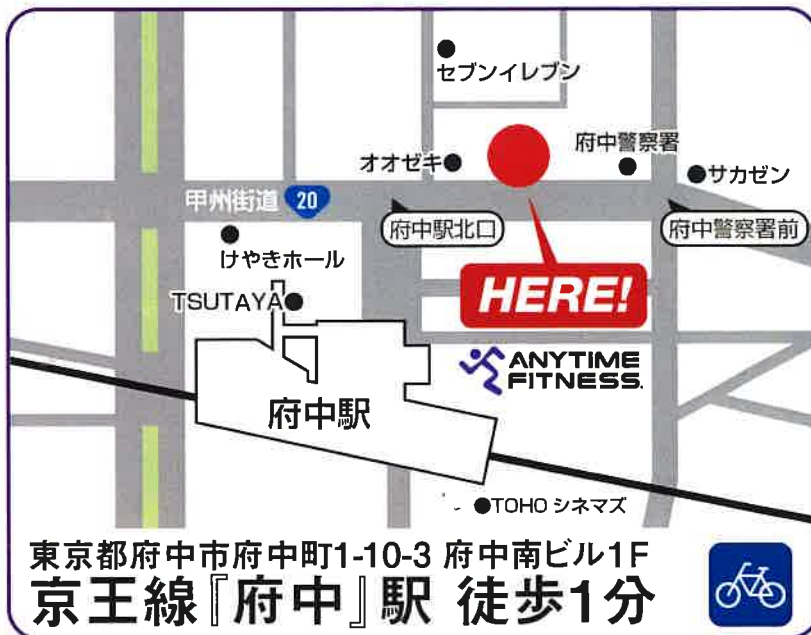 セブンイレブン
オオゼキ
府中警察署
サカゼン
甲州街道 20
府中駅北口
府中警察署前
けやきホール
HERE!
TSUTAYA
ANYTIME
FITNESS.
府中駅
TOHO シネマズ
東京都府中市府中町1-10-3 府中南ビル1F
京王線『府中』駅 徒歩1分